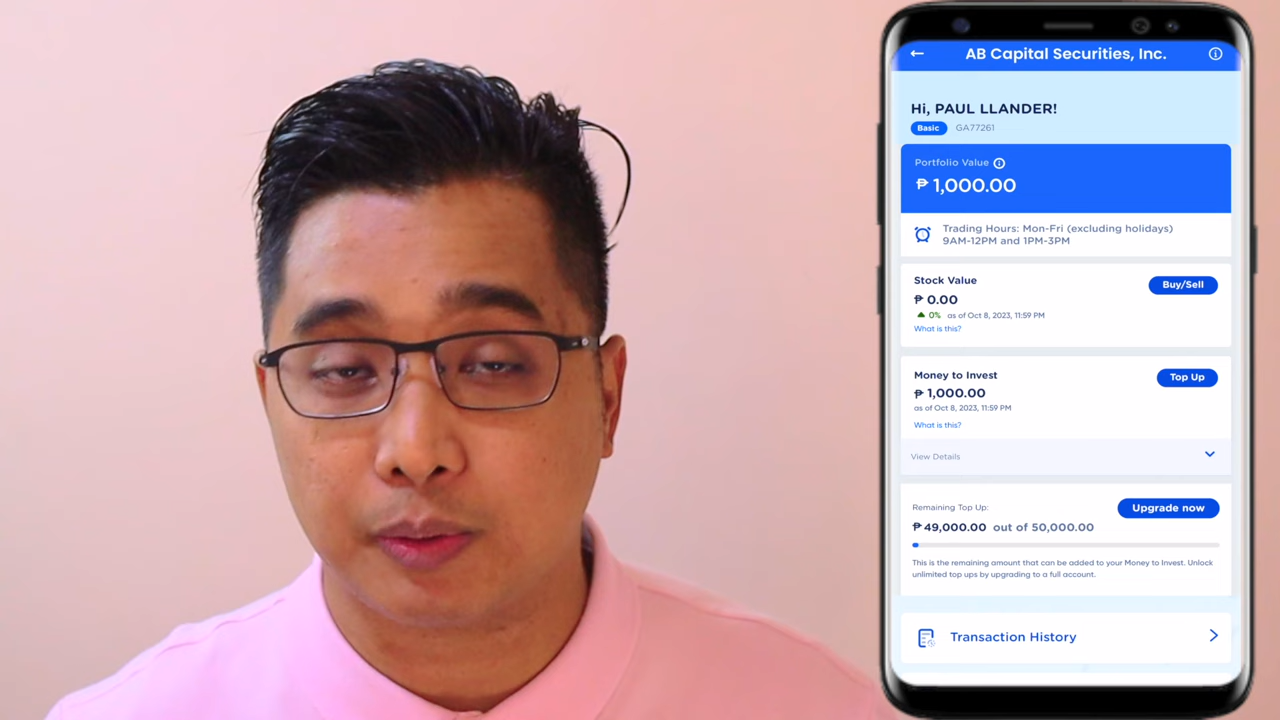 AB Capital Securities, Inc.
Hi, PAUL LLANDER!
Basic GA77261
Portfolio Value
₱ 1,000.00
Trading Hours: Mon-Fri (excluding holidays)
9AM-12PM and 1PM-3PM
Stock Value
Buy/Sell
₱ 0.00
0% as of Oct 8, 2023, 11:59 PM
What is this?
Money to Invest
Top Up
₱ 1,000.00
as of Oct 8, 2023, 11:59 PM
What is this?
View Details
Remaining Top Up:
Upgrade now
₱ 49,000.00 out of 50,000.00
This is the remaining amount that can be added to your Money to Invest. Unlock
unlimited top ups by upgrading to a full account.
Transaction History